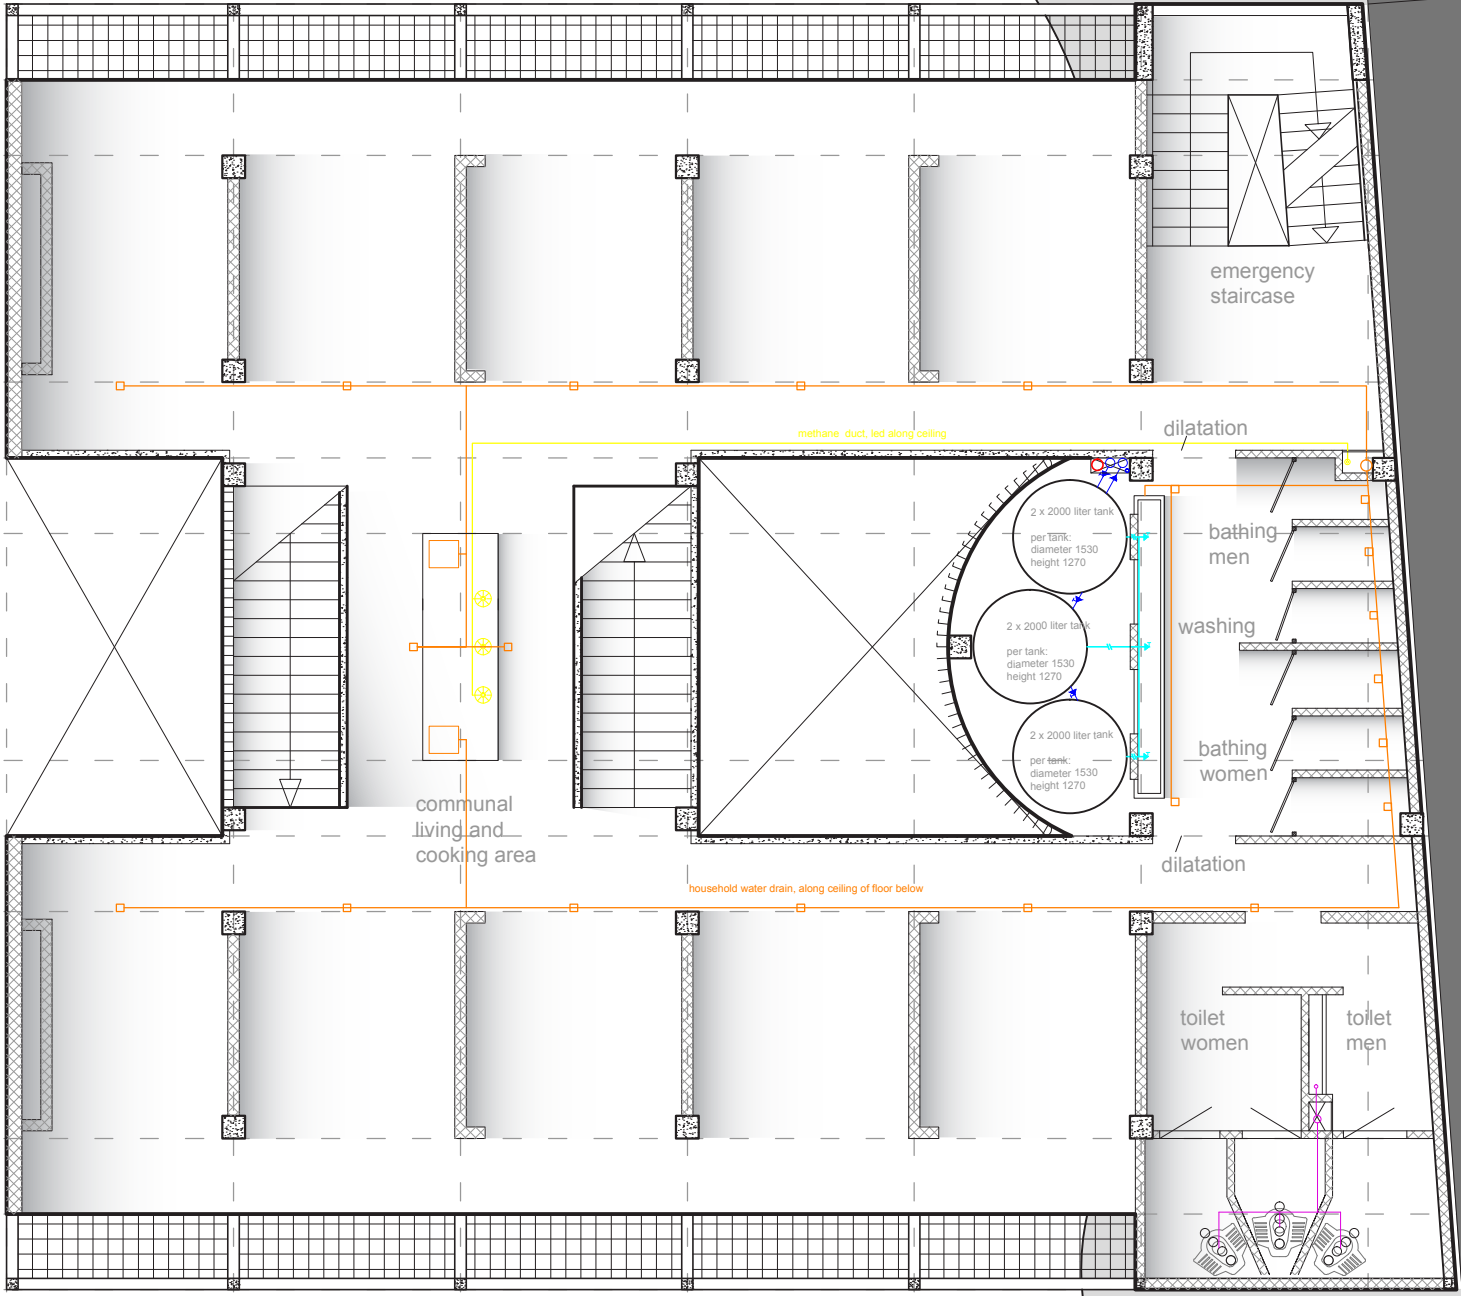 emergency
staircase
dilatation
methane duct, led along ceiling
2 x 2000 liter tank
per tank:
diameter 1530
height 1270
bathing
men
2 x 2000 liter tank
per tank:
diameter 1530
height 1270
washing
2 x 2000 liter tank
per tank:
diameter 1530
height 1270
bathing
women
communal
living and
cooking area
dilatation
household water drain, along ceiling of floor below
toilet
women
toilet
men